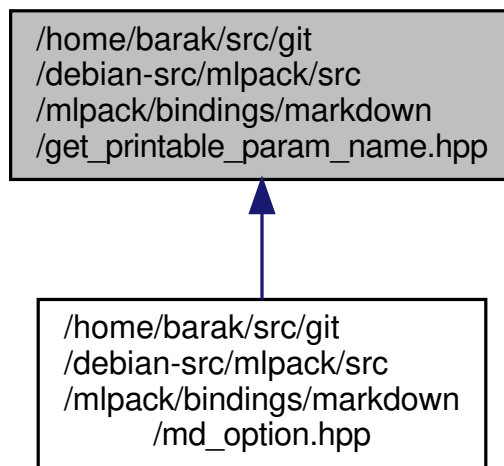 /home/barak/src/git
/debian-src/mlpack/src
/mlpack/bindings/markdown
/get_printable_param_name.hpp
/home/barak/src/git
/debian-src/mlpack/src
/mlpack/bindings/markdown
/md_option.hpp